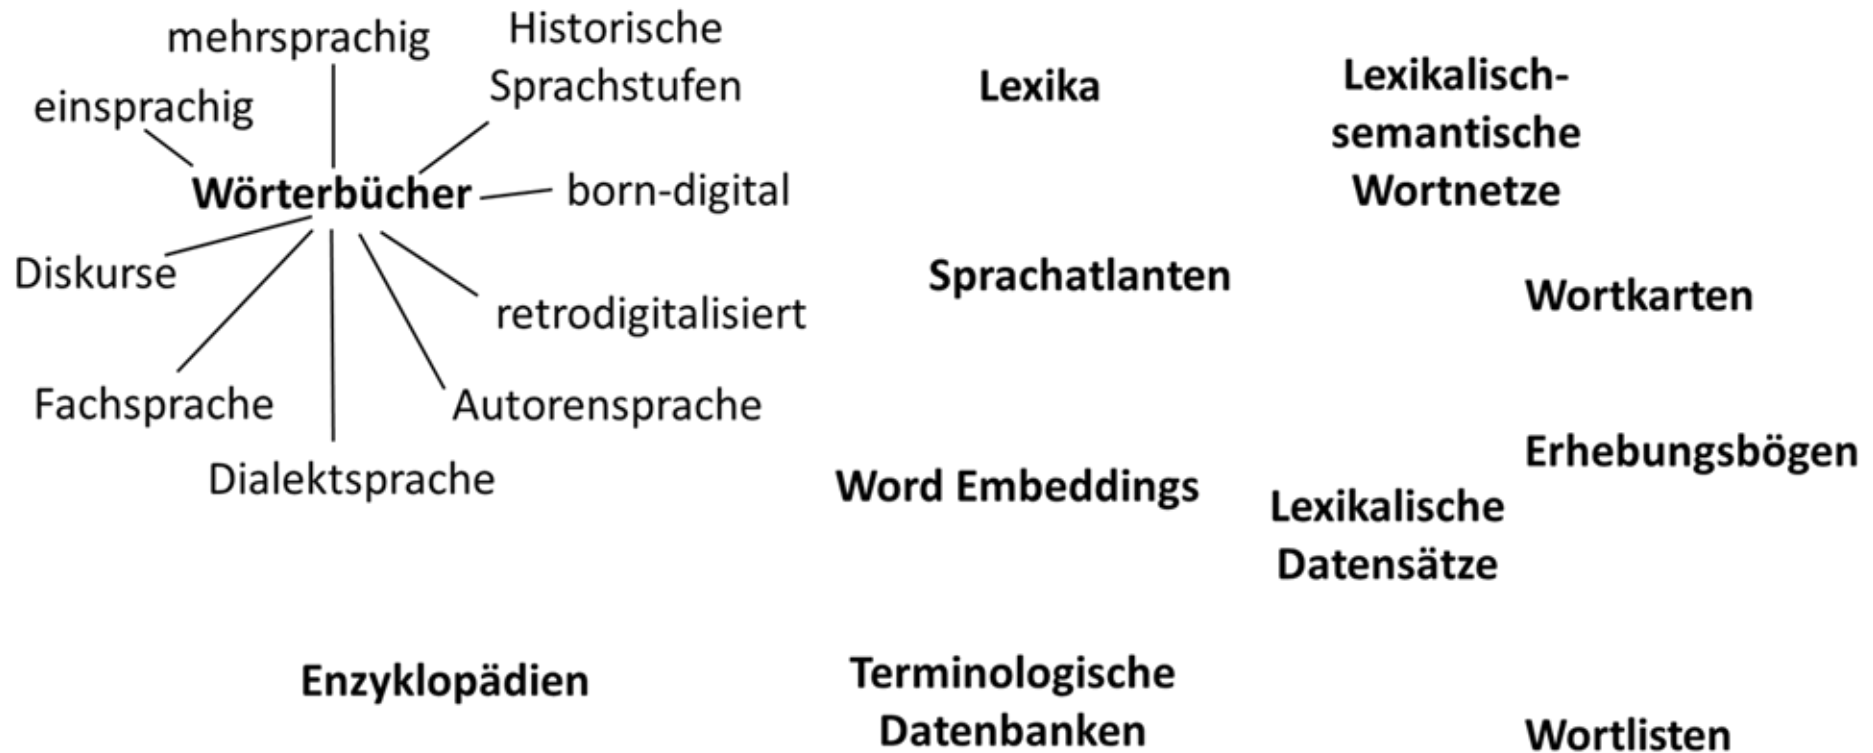 mehrsprachig
Historische
Sprachstufen
einsprachig
Wörterbücher
born-digital
Diskurse
retrodigitalisiert
Fachsprache
Autorensprache
Dialektsprache
Lexika
Lexikalisch-
semantische
Wortnetze
Sprachatlanten
Wortkarten
Word Embeddings
Erhebungsbögen
Lexikalische
Datensätze
Enzyklopädien
Terminologische
Datenbanken
Wortlisten